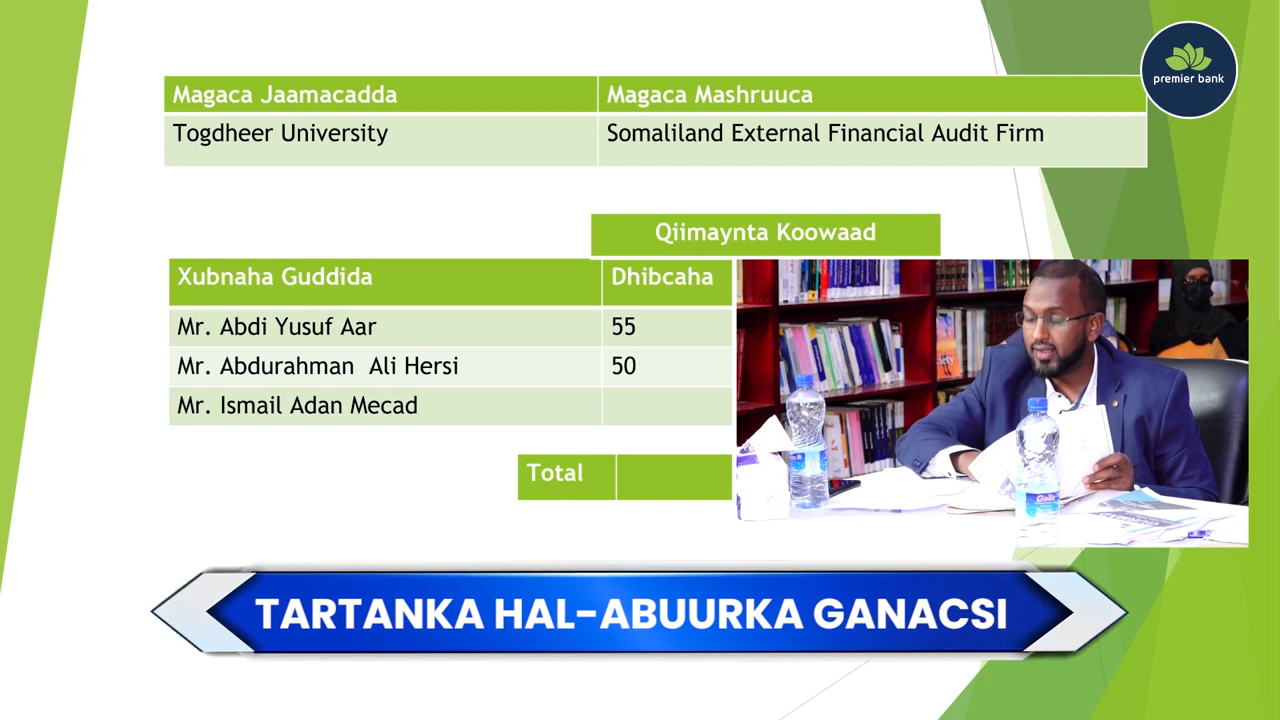 premier bank
Magaca Jaamacadda
Magaca Mashruuca
Togdheer University
Somaliland External Financial Audit Firm
Qiimaynta Koowaad
Xubnaha Guddida
Dhibcaha
Mr. Abdi Yusuf Aar
55
Mr. Abdurahman Ali Hersi
50
Mr. Ismail Adan Mecad
Total
TARTANKA HAL-ABUURKA GANACSI